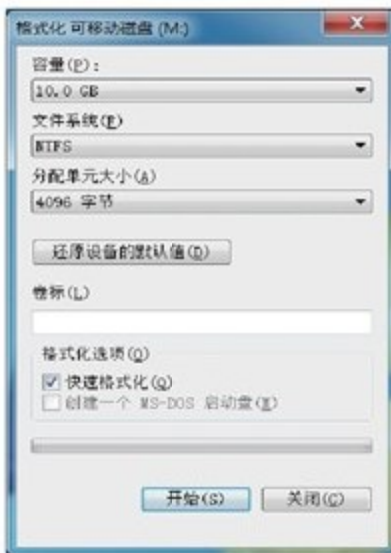 格式化 可移动磁盘 (M:)
容量(P):
10.0 GB
文件系统(F)
NTFS
分配单元大小(A)
4096 字节
还原设备的默认值(D)
卷标(L)
格式化选项(O)
快速格式化(Q)
创建一个 MS-DOS 启动盘(M)
开始(S)
关闭(C)